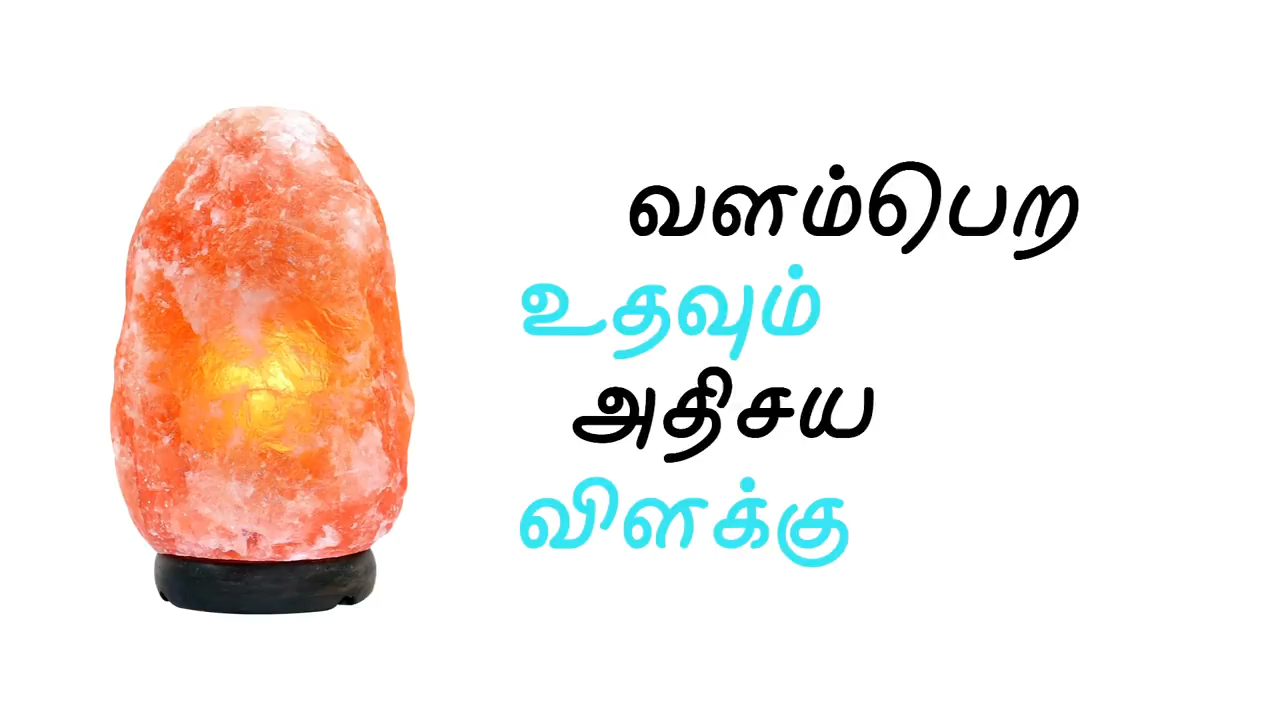 வளம்பெற
உதவும்
அதிசய
விளக்கு